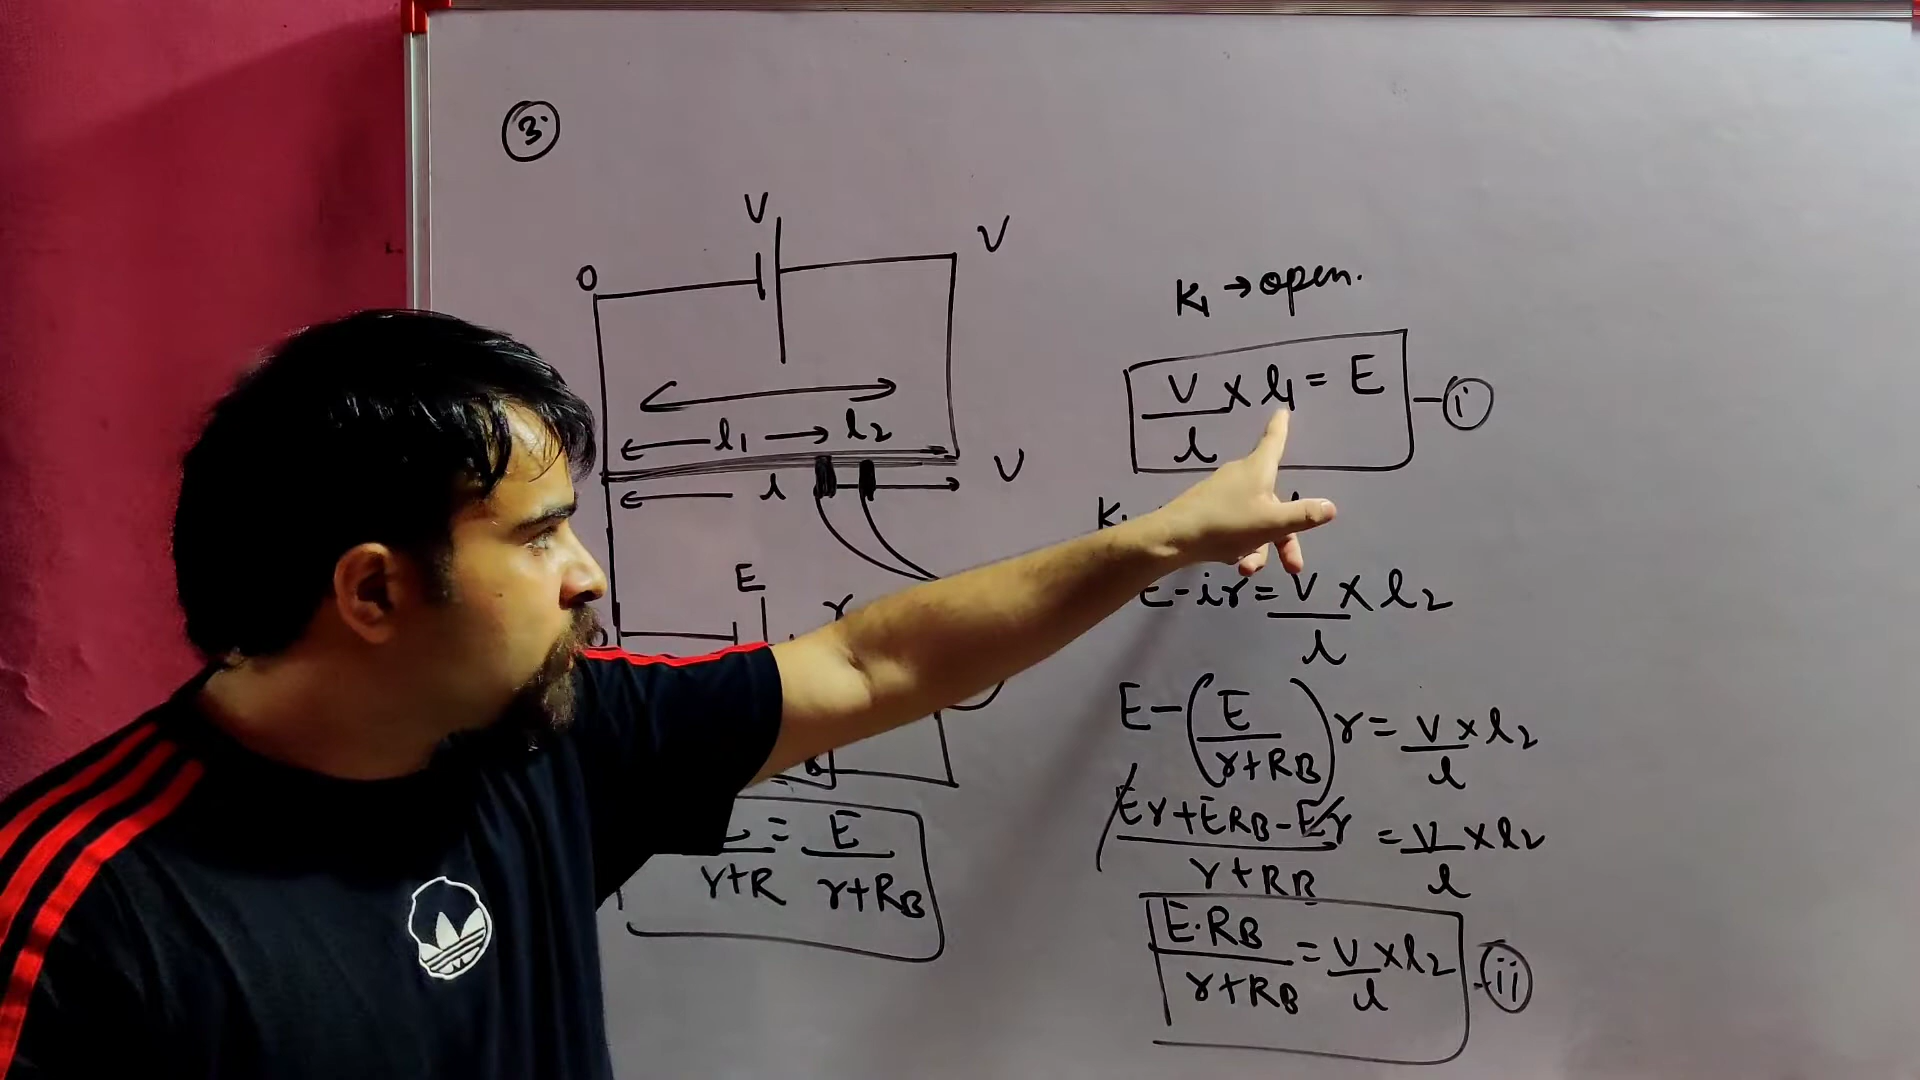 3.
V
V
0
l1 l2
l V
E
r
= E
r+R r+RB
K1 → open.
V/l × l1 = E — i
E - ir = V/l × l2
E - (E/r+RB) r = V/l × l2
Er + ERB - Er/r+RB = V/l × l2
E·RB/r+RB = V/l × l2 - ii